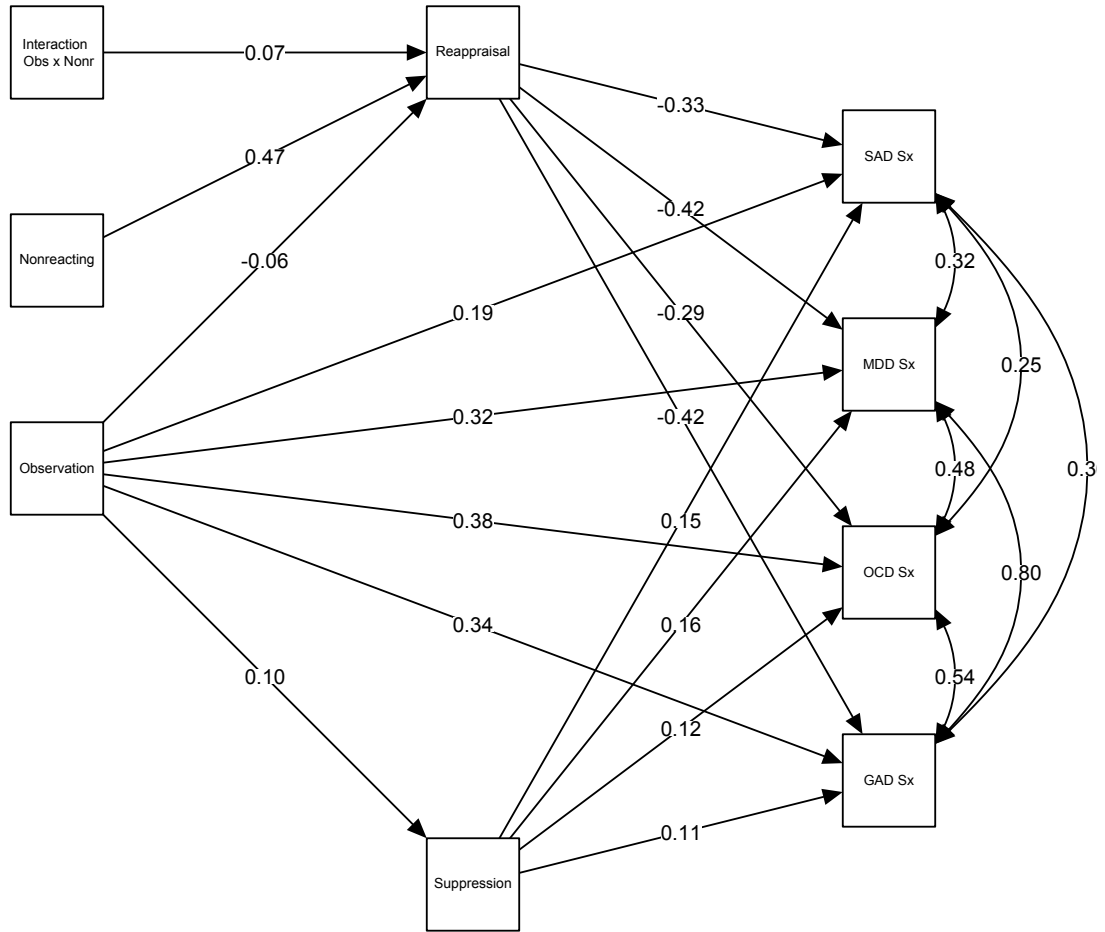 Interaction
Obs x Nonr
Reappraisal
0.07
-0.33
SAD Sx
0.47
-0.42
Nonreacting
-0.06
0.32
0.19
-0.29
MDD Sx
0.25
0.32
-0.42
Observation
0.48
0.38
0.15
OCD Sx
0.80
0.34
0.16
0.10
0.54
0.12
GAD Sx
0.11
Suppression